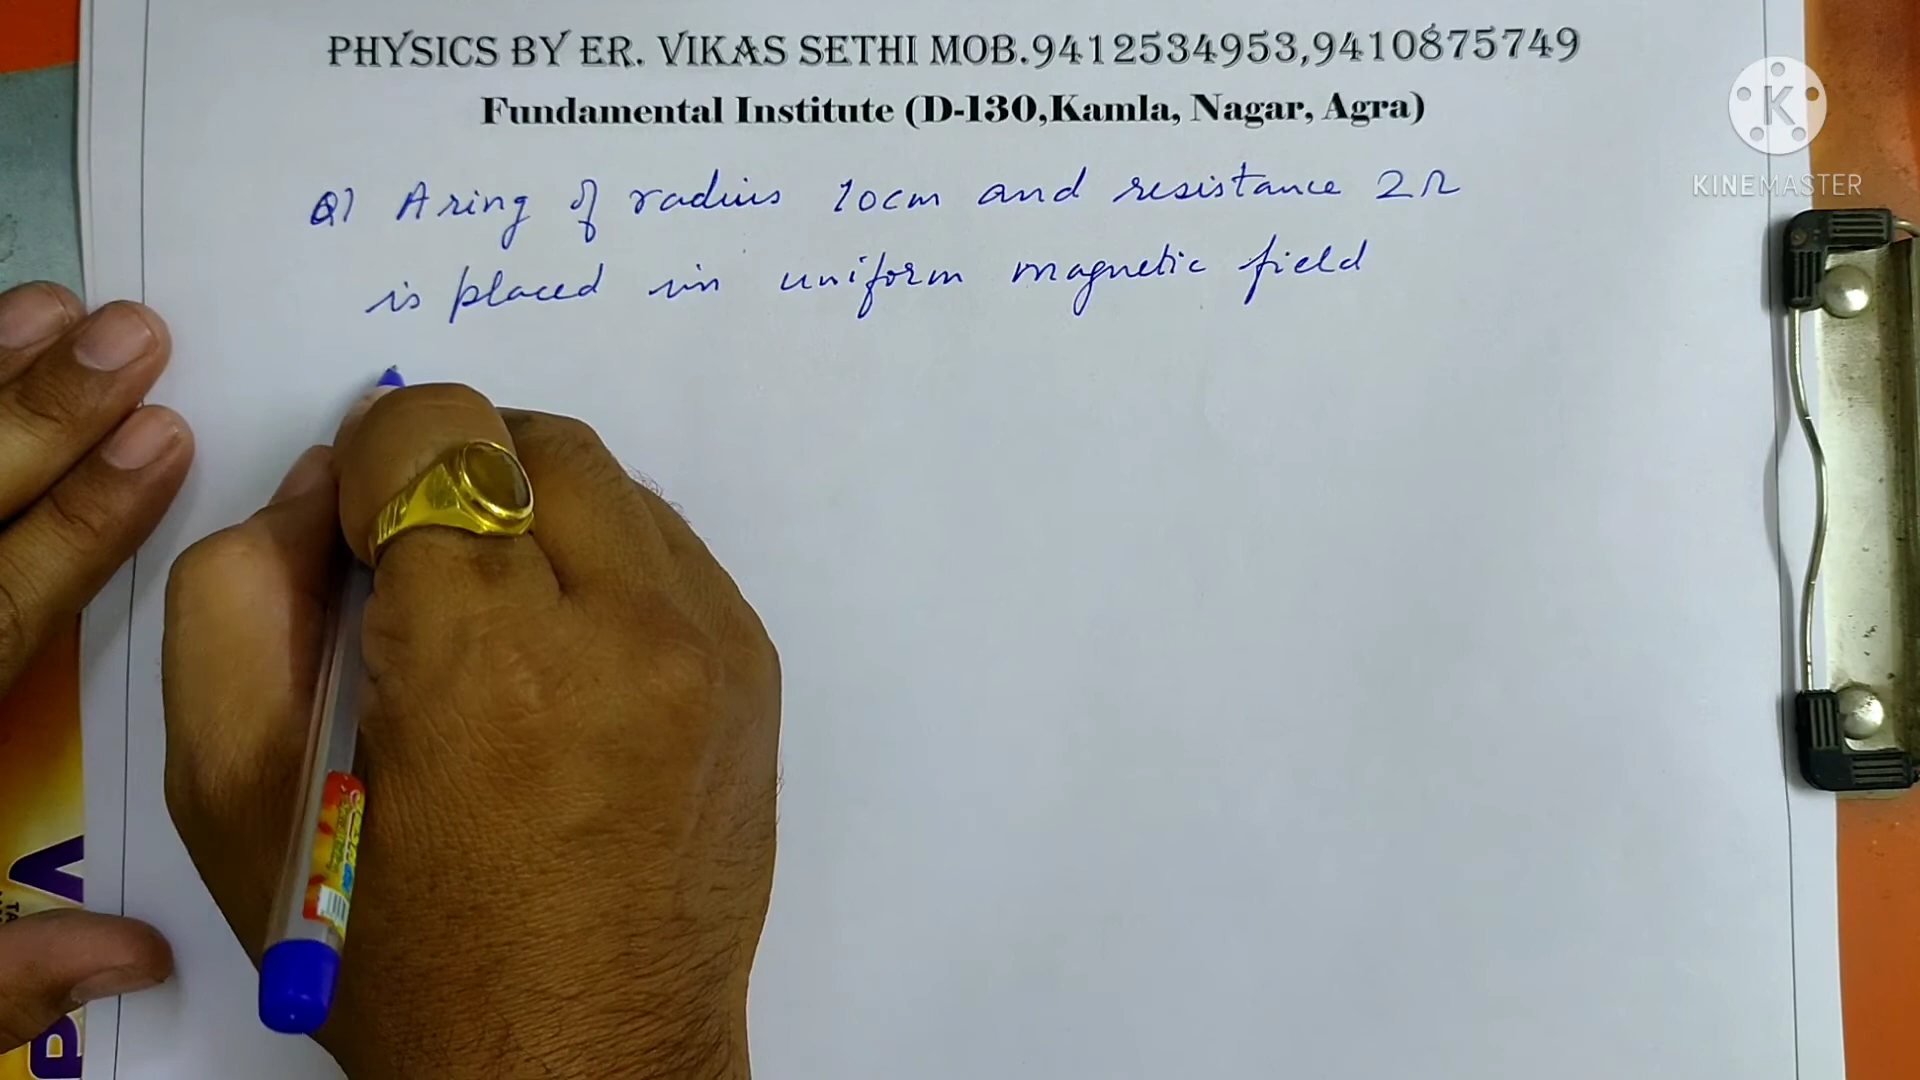 PHYSICS BY ER. VIKAS SETHI MOB.9412534953,9410875749
Fundamental Institute (D-130,Kamla, Nagar, Agra)
K
KINEMASTER
Q1 A ring of radius 10cm and resistance 2Ω
is placed in uniform magnetic field